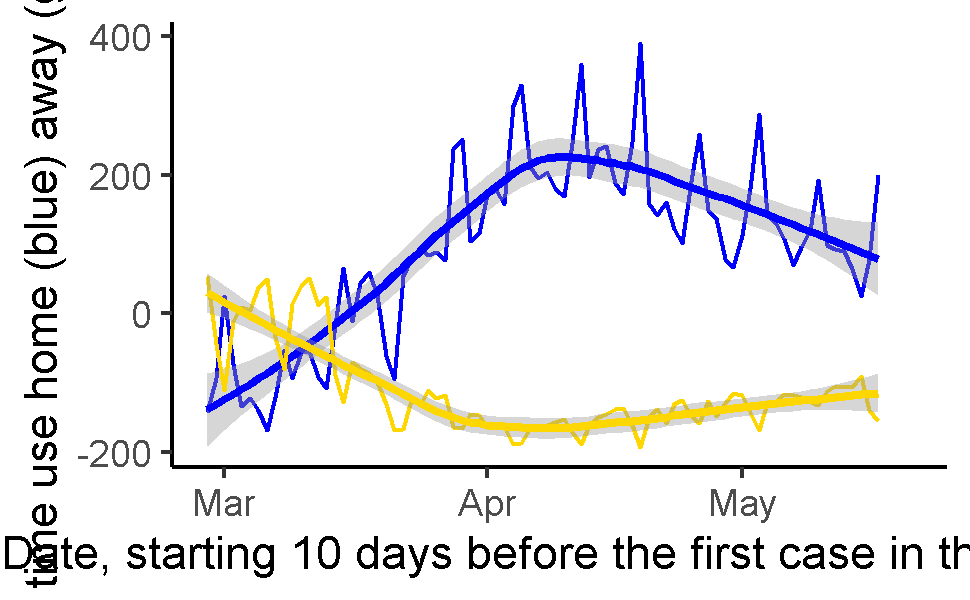 time use home (blue) away (
400
200
0
-200
Mar Apr May
Date, starting 10 days before the first case in th